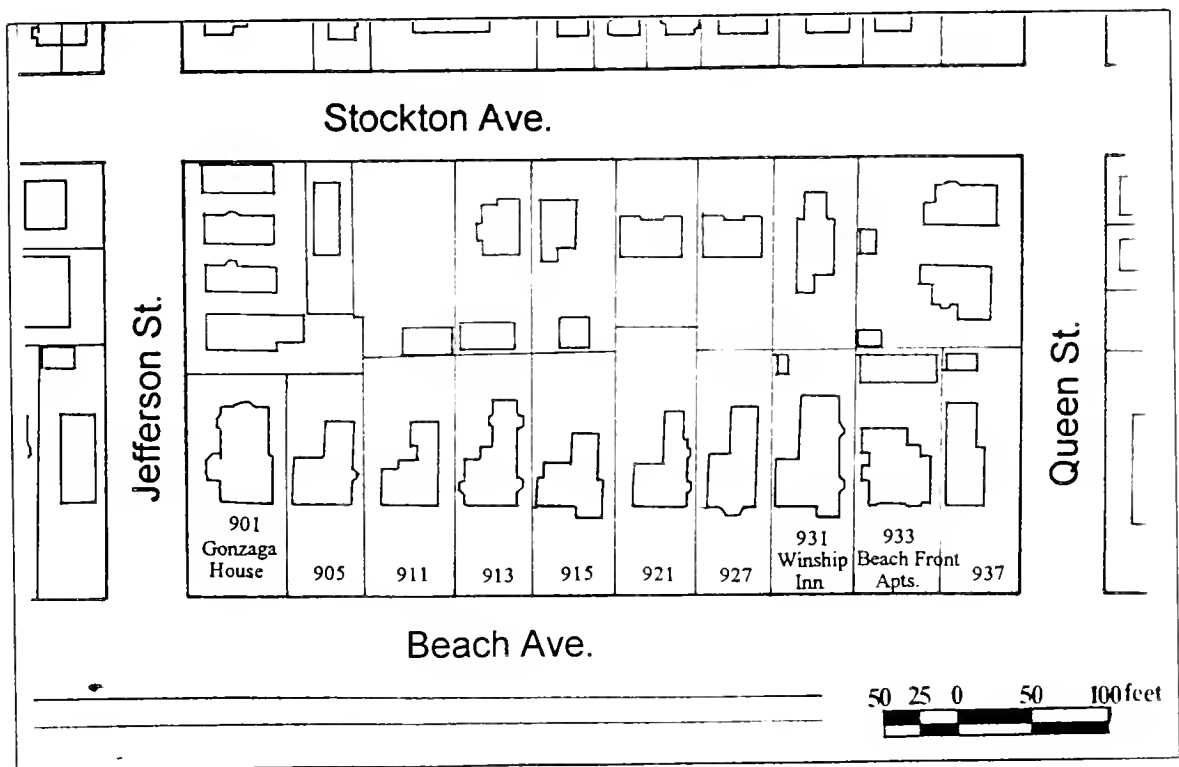 Stockton Ave.
Jefferson St.
Queen St.
901
Gonzaga
House
905
911
913
915
921
927
931
Winship
Inn
933
Beach Front
Apts.
937
Beach Ave.
50 25 0 50 100 feet